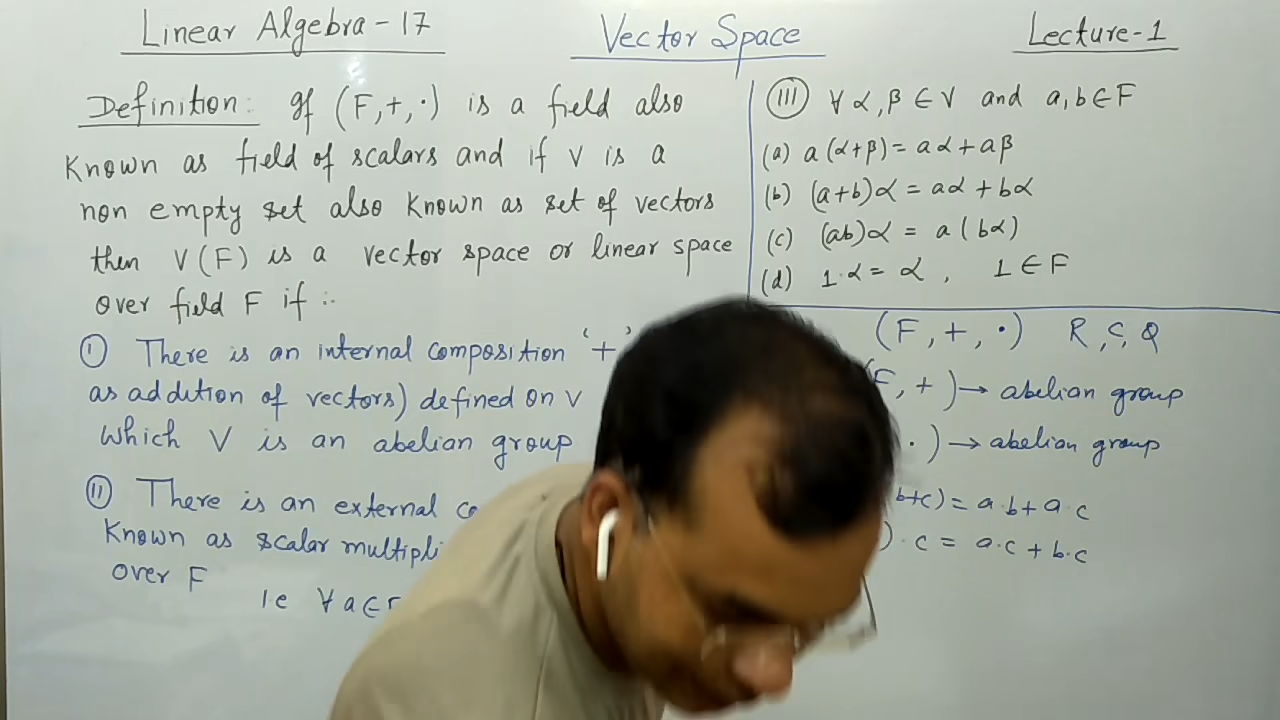 Linear Algebra - 17
Vector Space
Lecture-1
Definition: If (F,+,·) is a field also
Known as field of scalars and if V is a
non empty set also known as set of vectors
then V(F) is a vector space or linear space
over field F if :-
(I) There is an internal composition '+'
as addition of vectors) defined on V
Which V is an abelian group
(II) There is an external
Known as scalar
over F
ie ∀ a ∈
(III) ∀ α, β ∈ V and a, b ∈ F
(a) a(α+β) = aα + aβ
(b) (a+b)α = aα + bα
(c) (ab)α = a(bα)
(d) 1·α = α , 1 ∈ F
(F, +, ·) R, C, Q
(F, +) → abelian group
·) → abelian group
b+c) = a·b + a·c
)·c = a·c + b·c